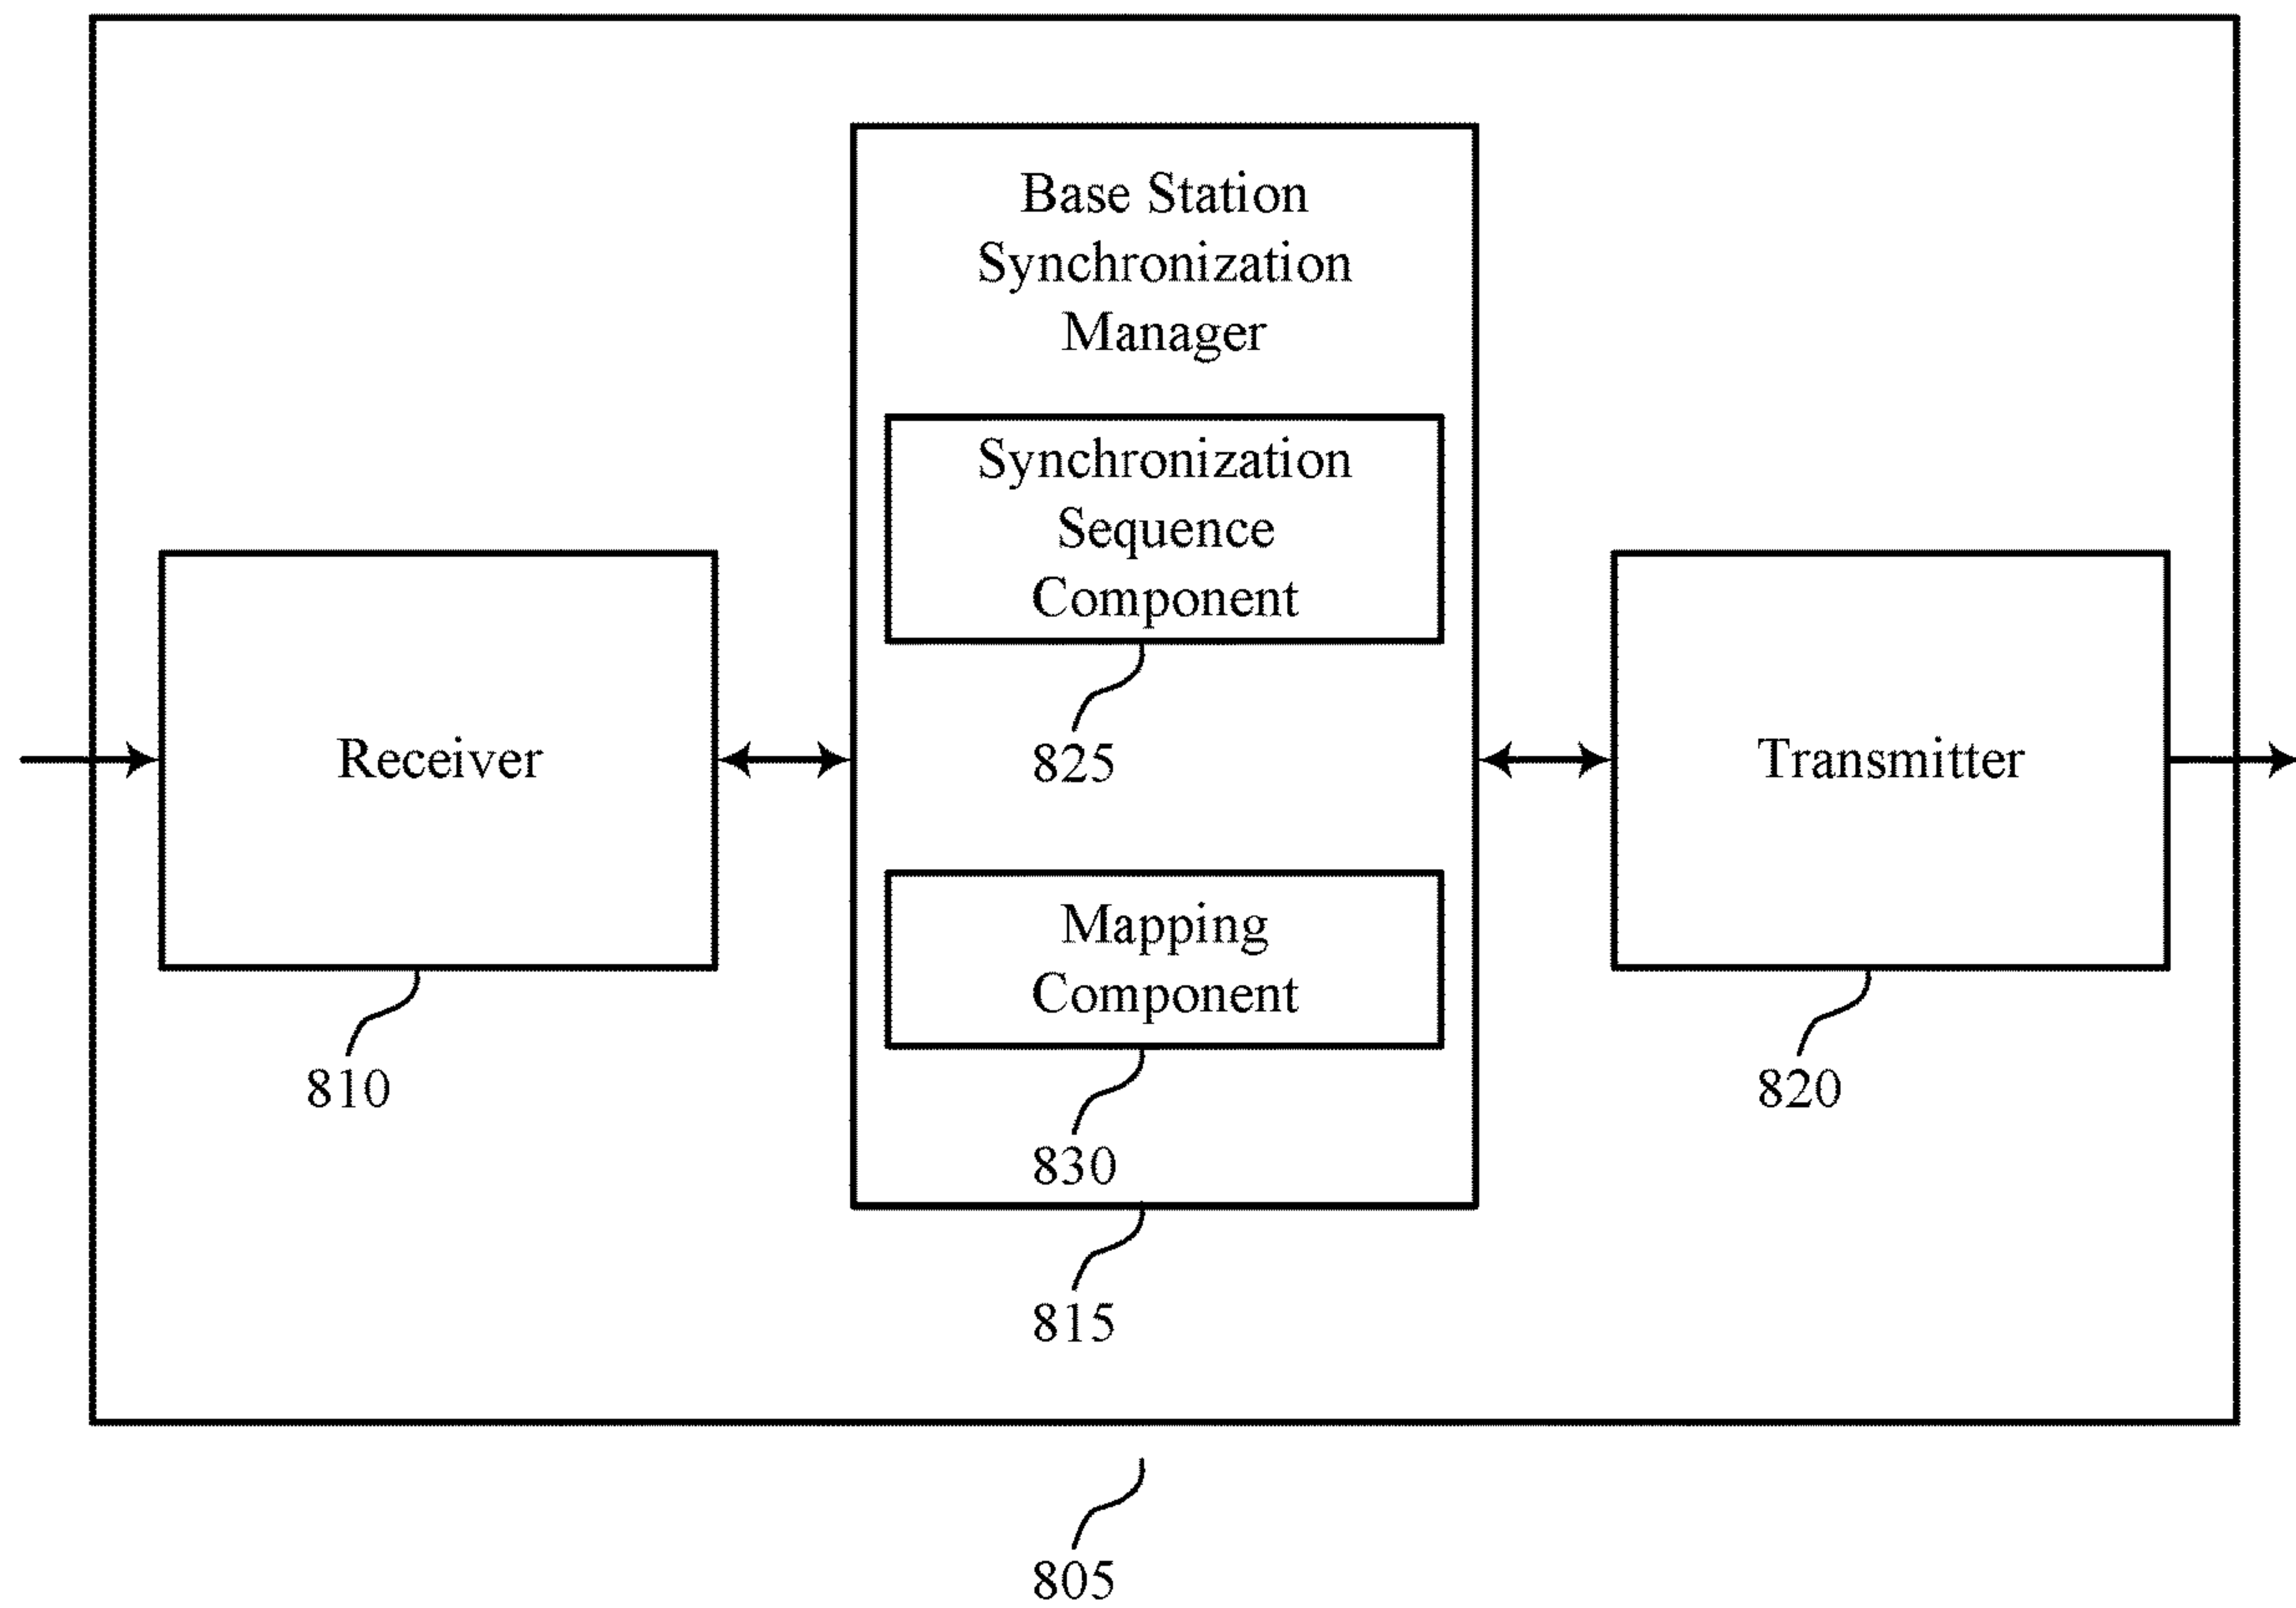 Base Station
Synchronization
Manager
Synchronization
Sequence
Component
825
Receiver
810
Mapping
Component
830
815
Transmitter
820
805